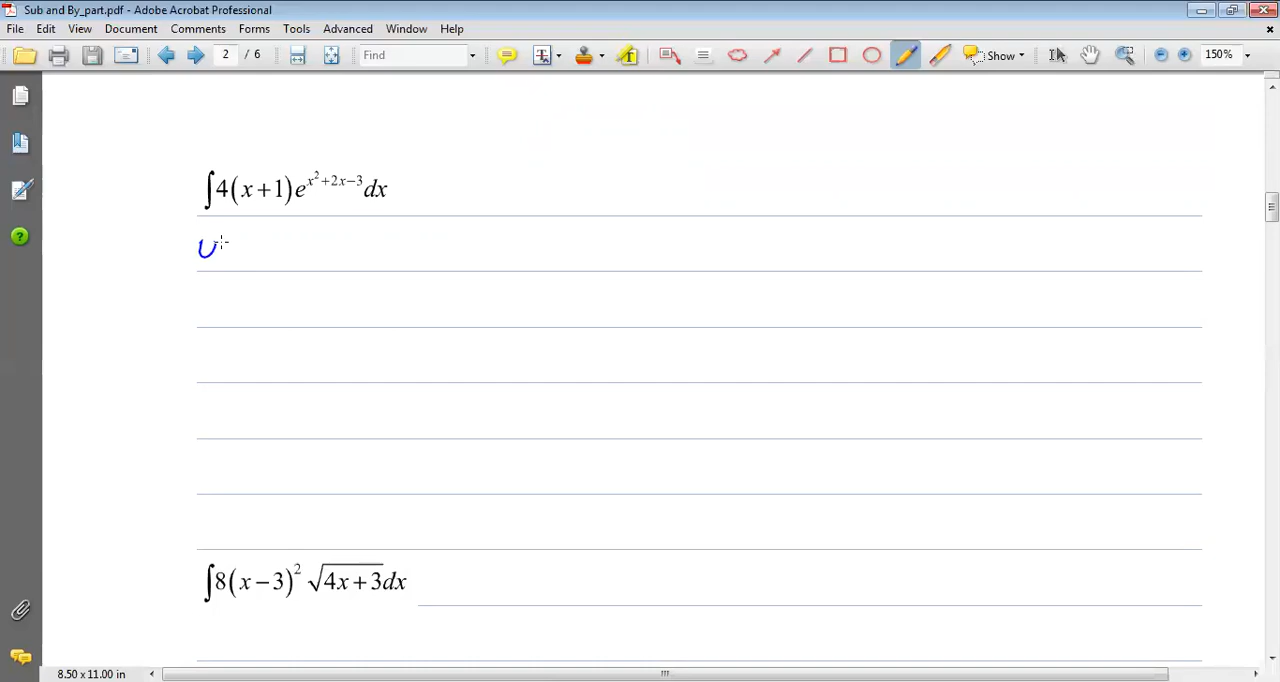 Sub and By_part.pdf - Adobe Acrobat Professional
File Edit View Document Comments Forms Tools Advanced Window Help
2 / 6 Find Show 150%
∫4(x+1)e^{x²+2x−3}dx
U
∫8(x−3)²√(4x+3)dx
8.50 x 11.00 in